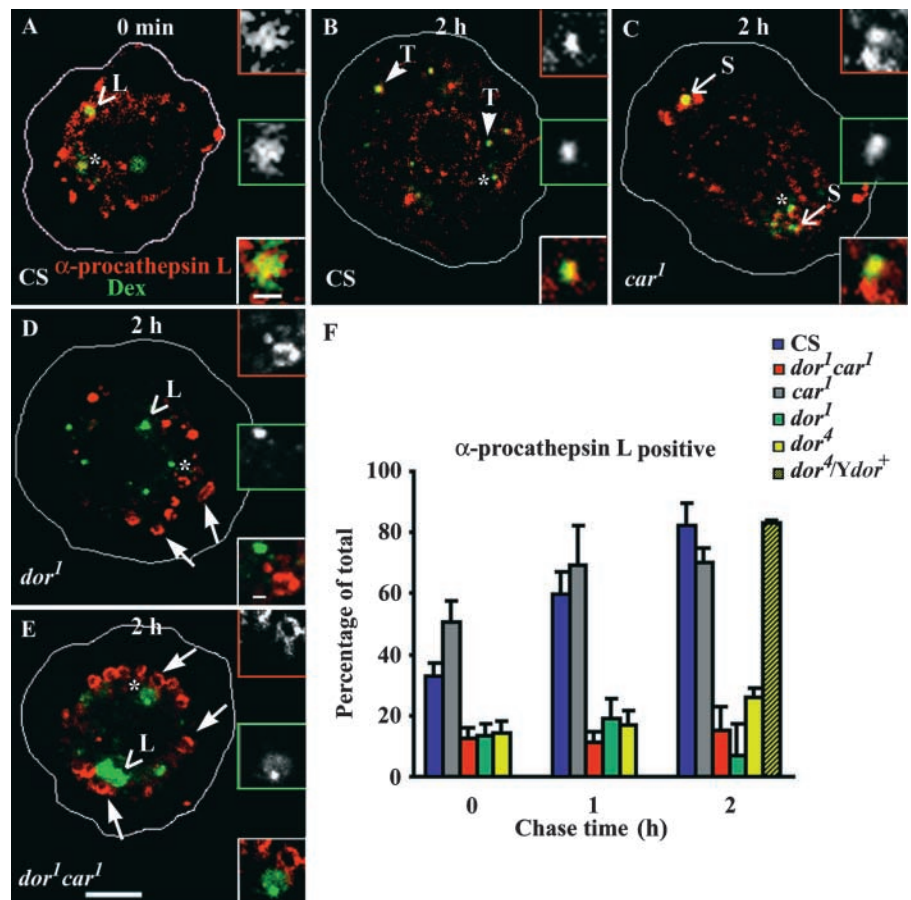 A
0 min
L
*
CS
α-procathepsin L
Dex
B
2 h
T
T
*
CS
C
2 h
S
*
S
car¹
D
2 h
L
*
dor¹
E
2 h
*
L
dor¹car¹
F
CS
dor¹car¹
car¹
dor¹
dor⁴
dor⁴/Ydor⁺
α-procathepsin L positive
Percentage of total
100
80
60
40
20
0
0 1 2
Chase time (h)